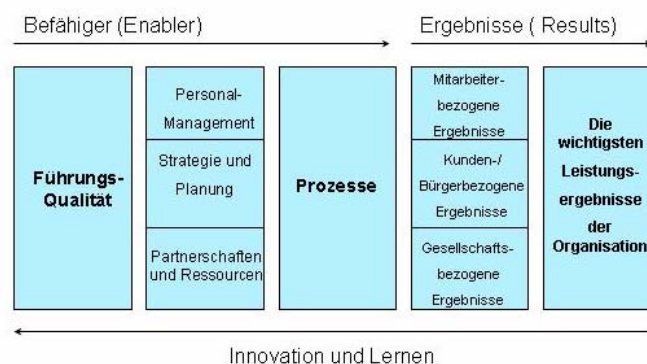 Befähiger (Enabler)
Ergebnisse ( Results)
Führungs-
Qualität
Personal-
Management
Strategie und
Planung
Partnerschaften
und Ressourcen
Prozesse
Mitarbeiter-
bezogene
Ergebnisse
Kunden-/
Bürgerbezogene
Ergebnisse
Gesellschafts-
bezogene
Ergebnisse
Die
wichtigsten
Leistungs-
ergebnisse
der
Organisation
Innovation und Lernen